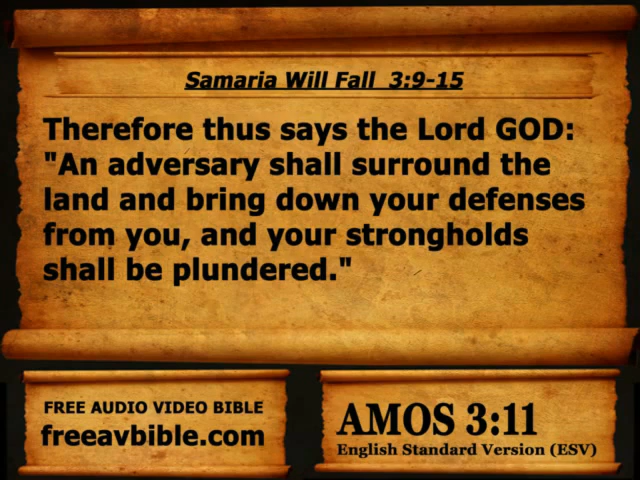 Samaria Will Fall  3:9-15
Therefore thus says the Lord GOD:
"An adversary shall surround the
land and bring down your defenses
from you, and your strongholds
shall be plundered."
FREE AUDIO VIDEO BIBLE
freeavbible.com
AMOS 3:11
English Standard Version (ESV)